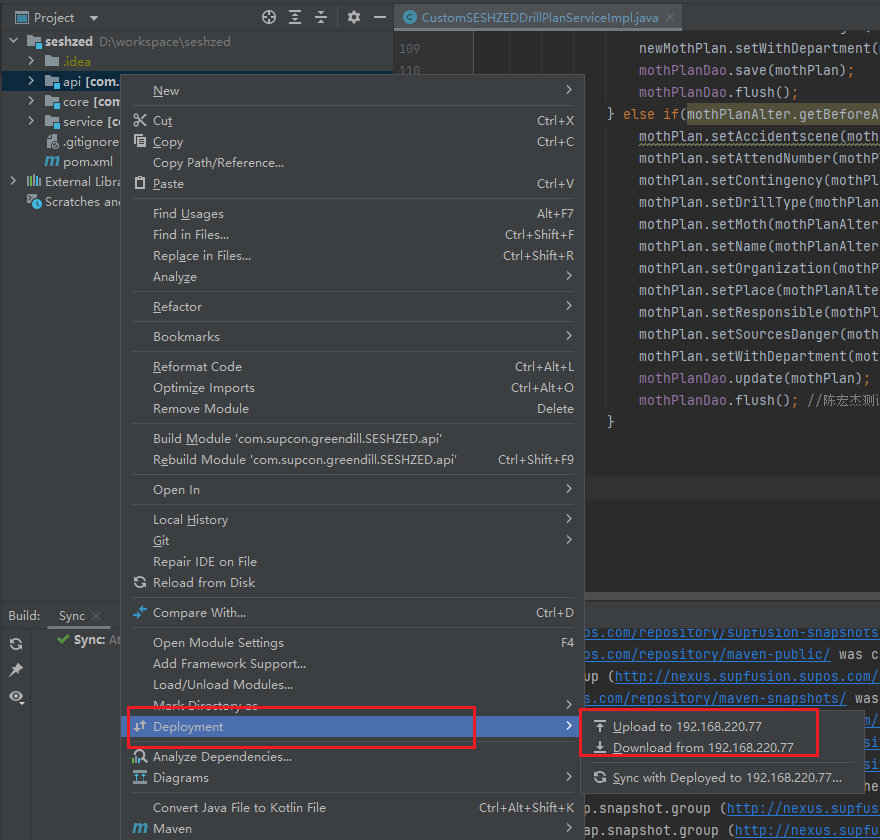 Project
CustomSESHZEDDrillPlanServiceImpl.java
seshzed D:\workspace\seshzed
.idea
api [com.
core [com
service [c
.gitignore
pom.xml
External Libra
Scratches and
109
110
newMothPlan.setWithDepartment(
mothPlanDao.save(mothPlan);
mothPlanDao.flush();
} else if(mothPlanAlter.getBeforeA
mothPlan.setAccidentscene(moth
mothPlan.setAttendNumber(mothP
mothPlan.setContingency(mothPl
mothPlan.setDrillType(mothPlan
mothPlan.setMoth(mothPlanAlter
mothPlan.setName(mothPlanAlter
mothPlan.setOrganization(mothP
mothPlan.setPlace(mothPlanAlte
mothPlan.setResponsible(mothPl
mothPlan.setSourcesDanger(moth
mothPlan.setWithDepartment(mot
mothPlanDao.update(mothPlan);
mothPlanDao.flush(); //陈宏杰测
}
New
Cut Ctrl+X
Copy Ctrl+C
Copy Path/Reference...
Paste Ctrl+V
Find Usages Alt+F7
Find in Files... Ctrl+Shift+F
Replace in Files... Ctrl+Shift+R
Analyze
Refactor
Bookmarks
Reformat Code Ctrl+Alt+L
Optimize Imports Ctrl+Alt+O
Remove Module Delete
Build Module 'com.supcon.greendill.SESHZED.api'
Rebuild Module 'com.supcon.greendill.SESHZED.api' Ctrl+Shift+F9
Open In
Local History
Git
Repair IDE on File
Reload from Disk
Compare With... Ctrl+D
Open Module Settings F4
Add Framework Support...
Load/Unload Modules...
Mark Directory as
Deployment
Analyze Dependencies...
Diagrams
Convert Java File to Kotlin File Ctrl+Alt+Shift+K
Maven
Upload to 192.168.220.77
Download from 192.168.220.77
Sync with Deployed to 192.168.220.77...
Build: Sync
Sync: At
os.com/repository/supfusion-snapshots
os.com/repository/maven-public/ was c
up (http://nexus.supfusion.supos.com/
s.com/repository/maven-snapshots/ was
ap.snapshot.group (http://nexus.supfus
ap.snapshot.group (http://nexus.supfu